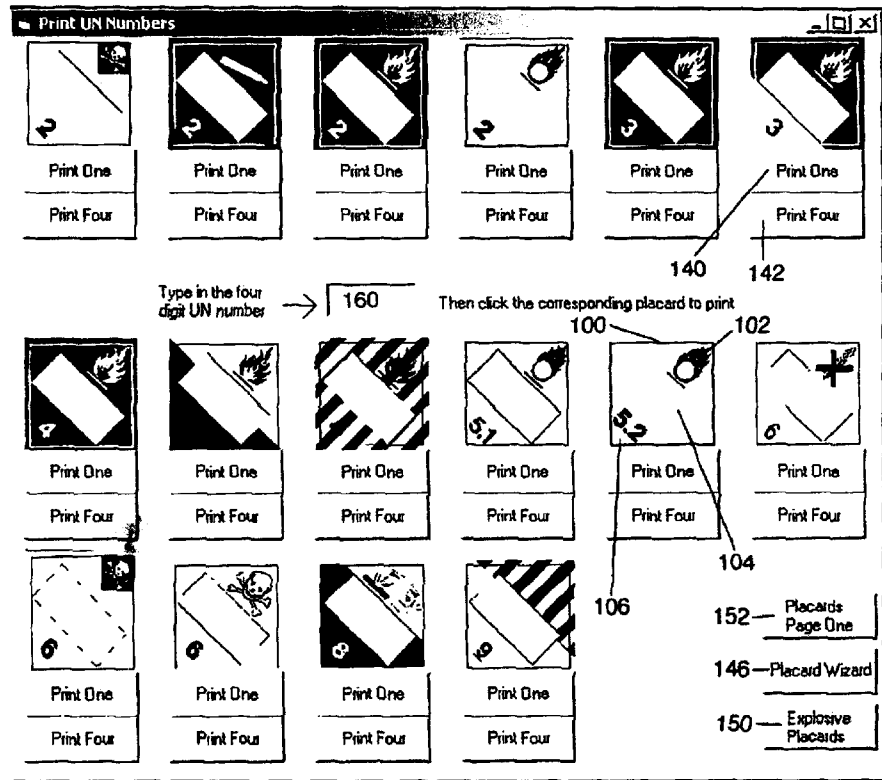 Print UN Numbers
2 2 2 2 3 3
Print One Print One Print One Print One Print One Print One
Print Four Print Four Print Four Print Four Print Four Print Four
140 142
Type in the four
digit UN number
160
Then click the corresponding placard to print
100 102
4 5.1 5.2 6
Print One Print One Print One Print One Print One Print One
Print Four Print Four Print Four Print Four Print Four Print Four
104
106
6 6 8 9
Print One Print One Print One Print One
Print Four Print Four Print Four Print Four
152 Placards
Page One
146 Placard Wizard
150 Explosive
Placards